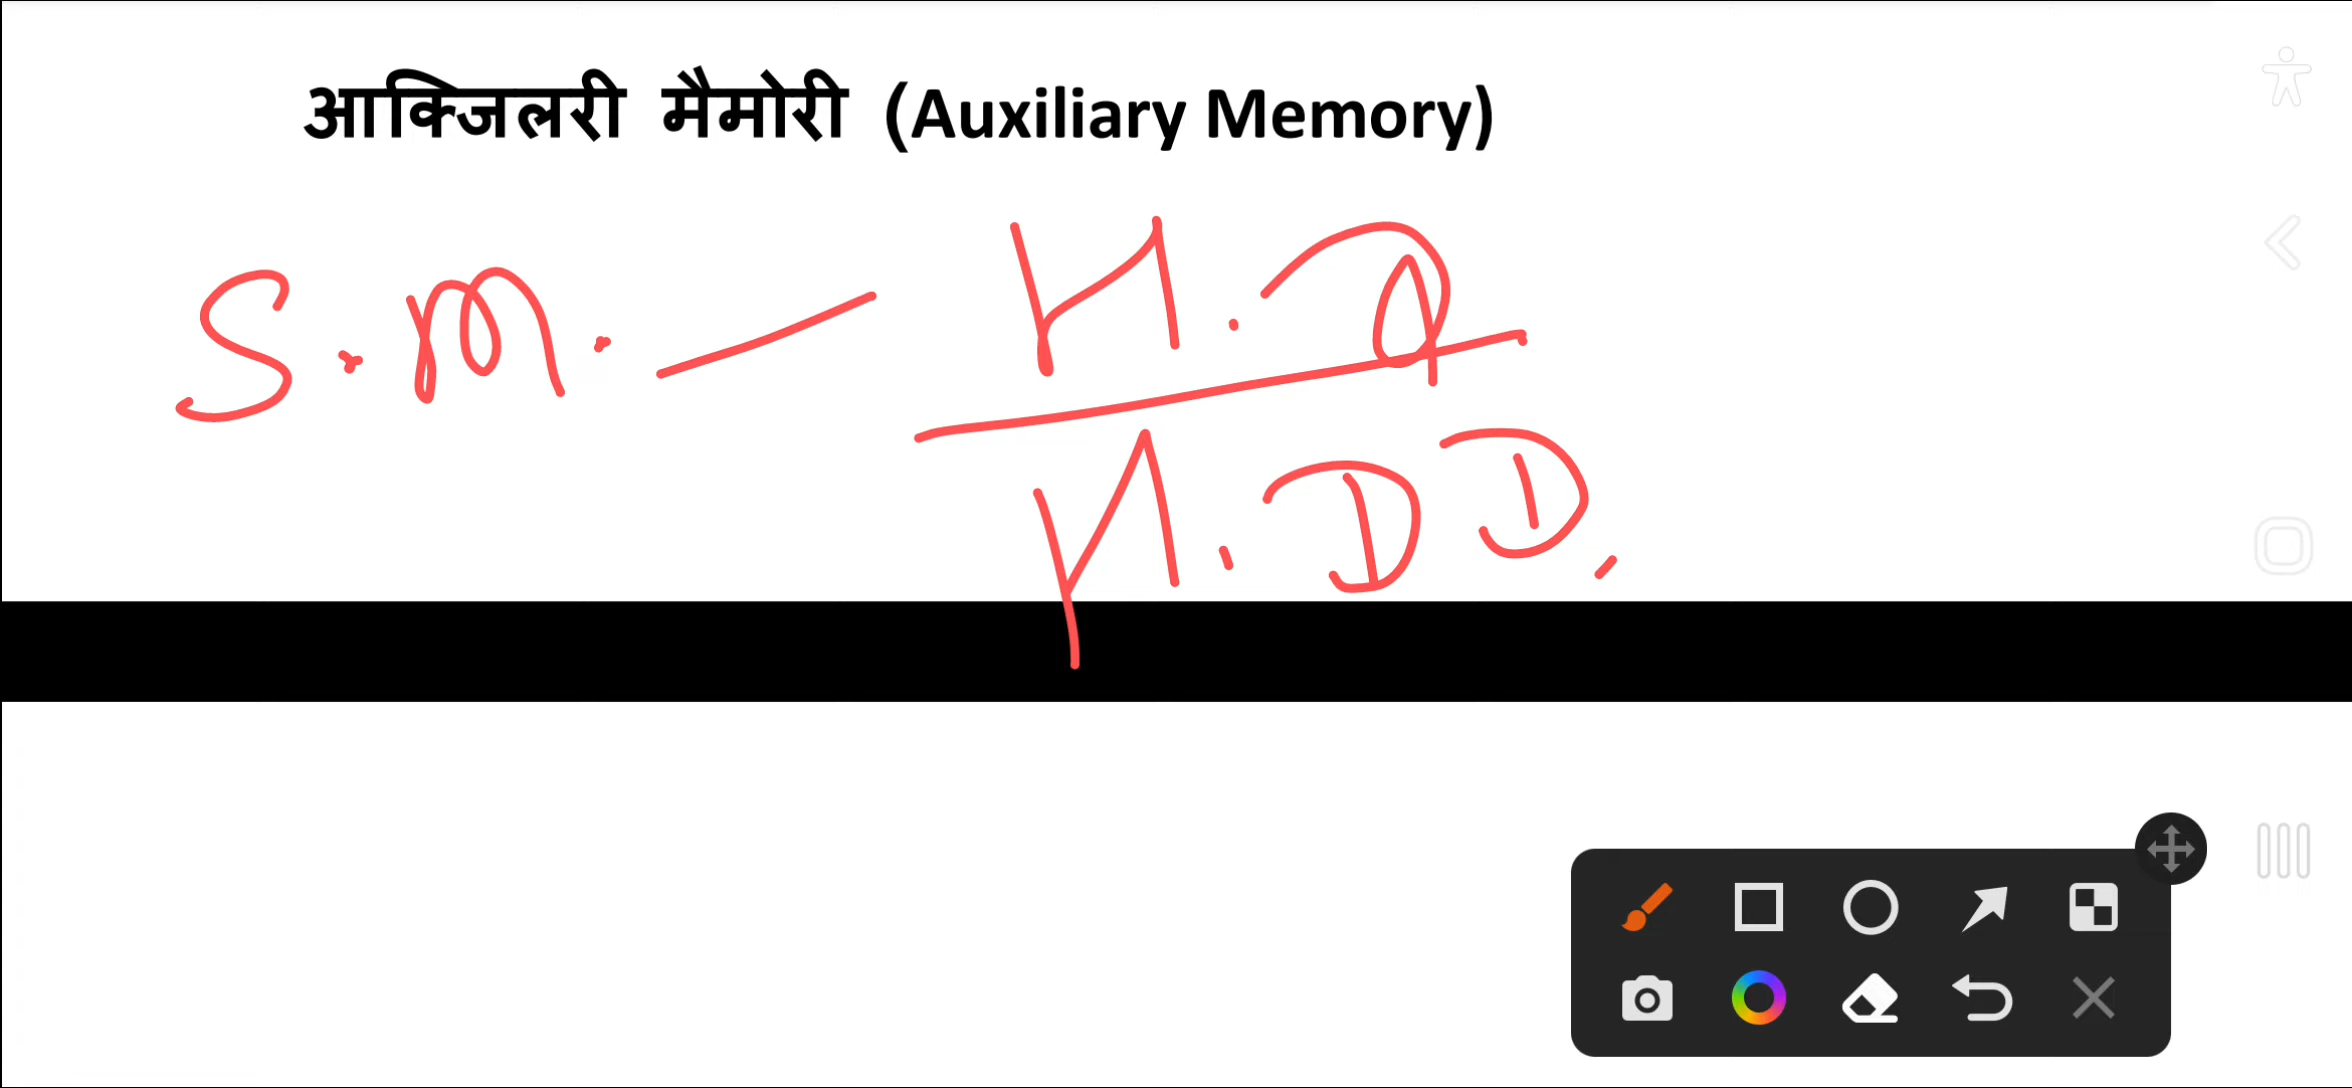 आक्जिलरी मैमोरी (Auxiliary Memory)
S.M. — H.D
H.DD.